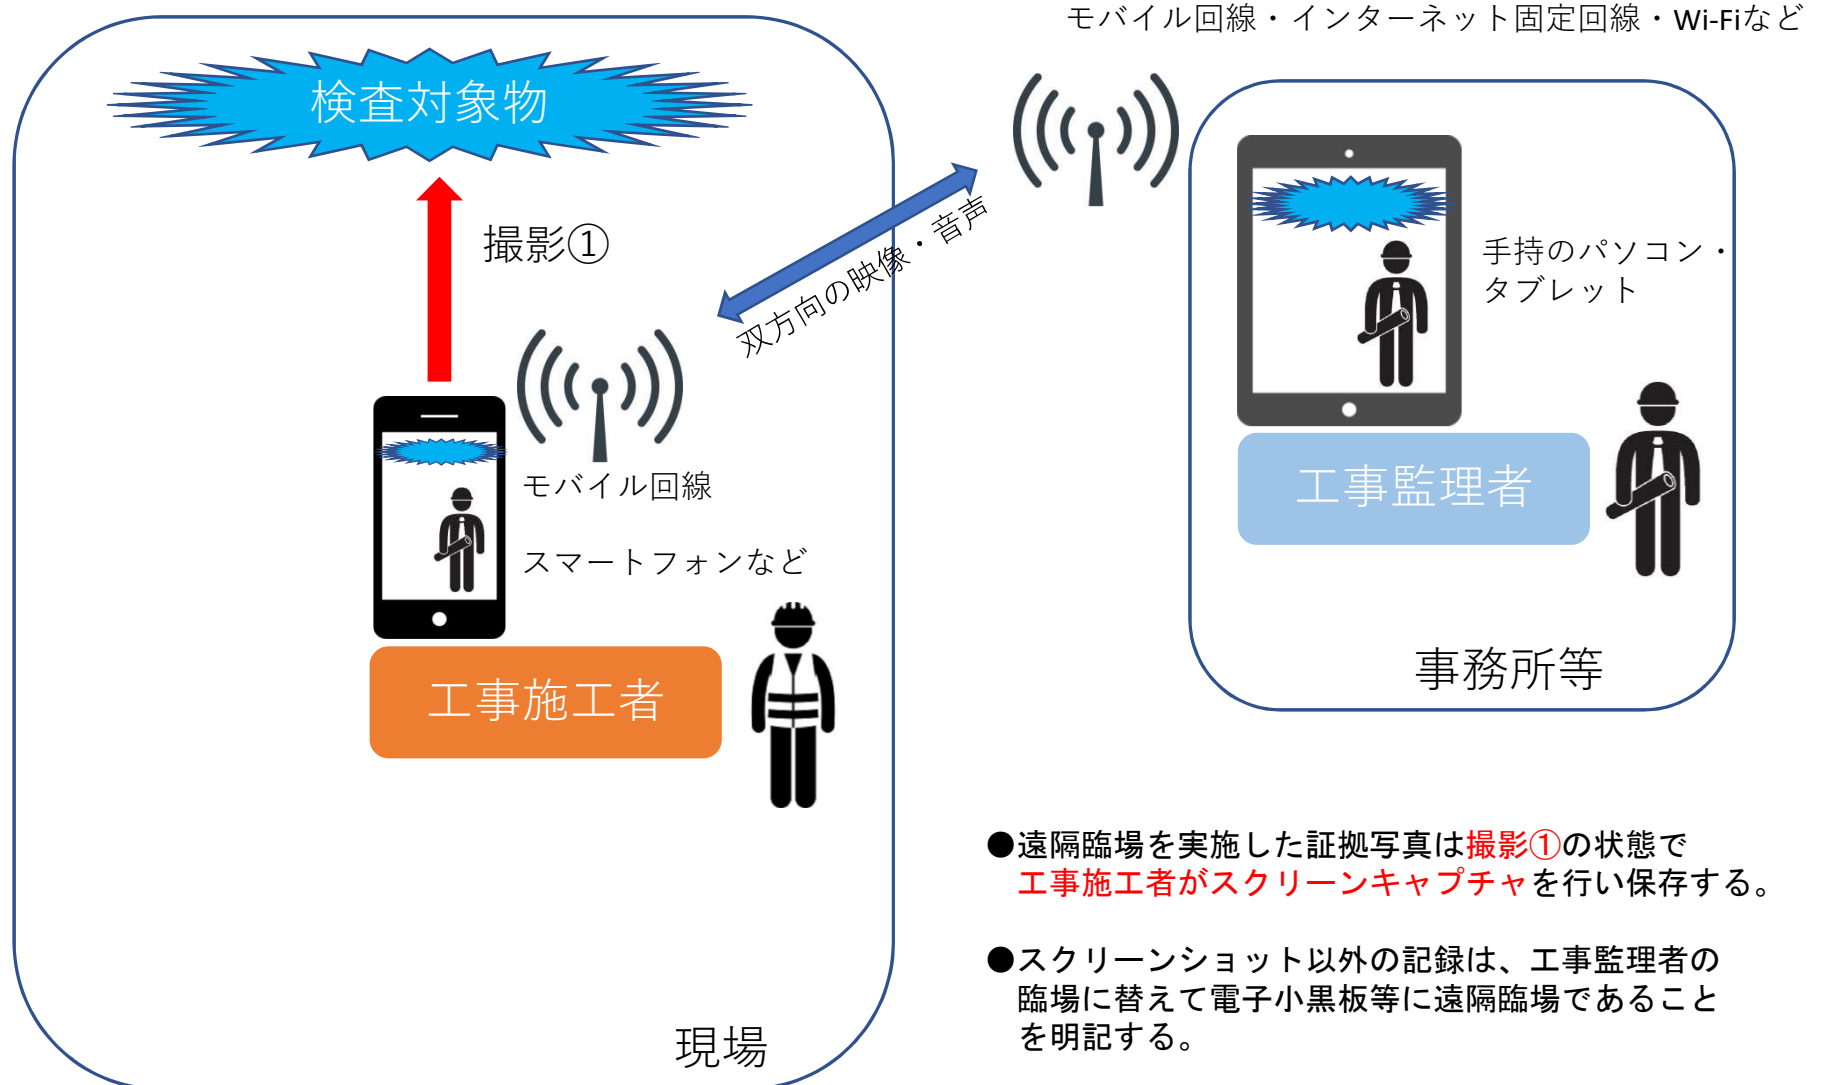 モバイル回線・インターネット固定回線・Wi-Fiなど
検査対象物
撮影①
双方向の映像・音声
手持のパソコン・
タブレット
モバイル回線
スマートフォンなど
工事監理者
工事施工者
事務所等
●遠隔臨場を実施した証拠写真は撮影①の状態で
工事施工者がスクリーンキャプチャを行い保存する。
●スクリーンショット以外の記録は、工事監理者の
臨場に替えて電子小黒板等に遠隔臨場であること
を明記する。
現場